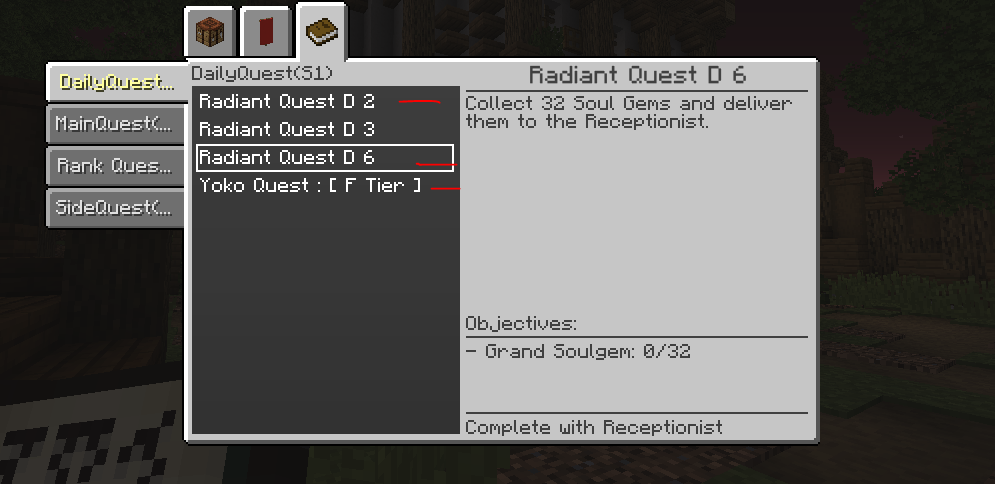 DailyQuest...
MainQuest(...
Rank Ques...
SideQuest(...
DailyQuest(S1)
Radiant Quest D 2
Radiant Quest D 3
Radiant Quest D 6
Yoko Quest : [ F Tier ]
Radiant Quest D 6
Collect 32 Soul Gems and deliver
them to the Receptionist.
Objectives:
- Grand Soulgem: 0/32
Complete with Receptionist